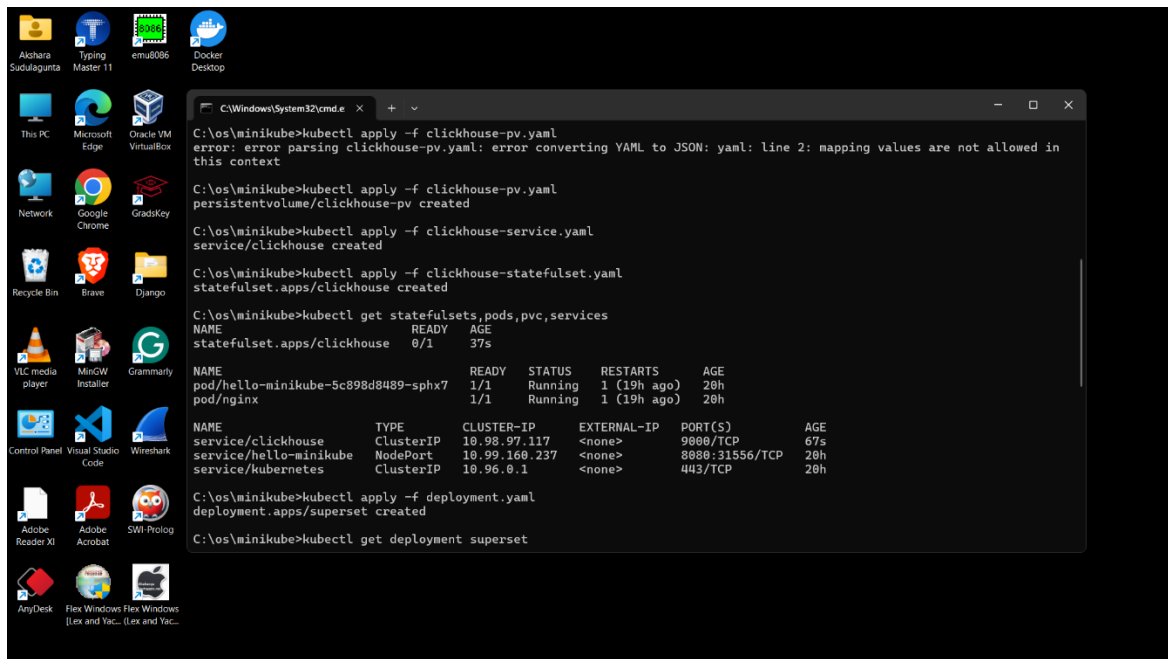 Akshara
Sudulagunta
Typing
Master 11
8086
emu8086
Docker
Desktop
This PC
Microsoft
Edge
Oracle VM
VirtualBox
Network
Google
Chrome
GradsKey
Recycle Bin
Brave
Django
VLC media
player
MinGW
Installer
Grammarly
Control Panel
Visual Studio
Code
Wireshark
Adobe
Reader XI
Adobe
Acrobat
SWI-Prolog
AnyDesk
Flex Windows
[Lex and Yac...
Flex Windows
(Lex and Yac...
C:\Windows\System32\cmd.e
C:\os\minikube>kubectl apply -f clickhouse-pv.yaml
error: error parsing clickhouse-pv.yaml: error converting YAML to JSON: yaml: line 2: mapping values are not allowed in
this context
C:\os\minikube>kubectl apply -f clickhouse-pv.yaml
persistentvolume/clickhouse-pv created
C:\os\minikube>kubectl apply -f clickhouse-service.yaml
service/clickhouse created
C:\os\minikube>kubectl apply -f clickhouse-statefulset.yaml
statefulset.apps/clickhouse created
C:\os\minikube>kubectl get statefulsets,pods,pvc,services
NAME READY AGE
statefulset.apps/clickhouse 0/1 37s
NAME READY STATUS RESTARTS AGE
pod/hello-minikube-5c898d8489-sphx7 1/1 Running 1 (19h ago) 20h
pod/nginx 1/1 Running 1 (19h ago) 20h
NAME TYPE CLUSTER-IP EXTERNAL-IP PORT(S) AGE
service/clickhouse ClusterIP 10.98.97.117 <none> 9000/TCP 67s
service/hello-minikube NodePort 10.99.160.237 <none> 8080:31556/TCP 20h
service/kubernetes ClusterIP 10.96.0.1 <none> 443/TCP 20h
C:\os\minikube>kubectl apply -f deployment.yaml
deployment.apps/superset created
C:\os\minikube>kubectl get deployment superset